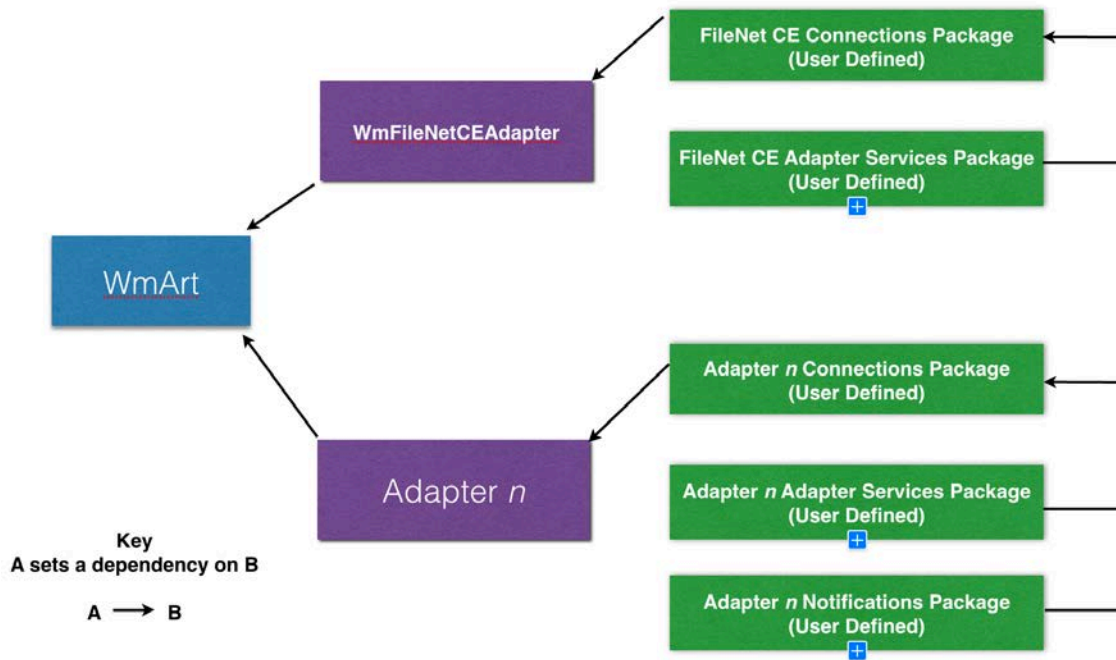 FileNet CE Connections Package
(User Defined)
WmFileNetCEAdapter
FileNet CE Adapter Services Package
(User Defined)
WmArt
Adapter n Connections Package
(User Defined)
Adapter n
Adapter n Adapter Services Package
(User Defined)
Adapter n Notifications Package
(User Defined)
Key
A sets a dependency on B
A B